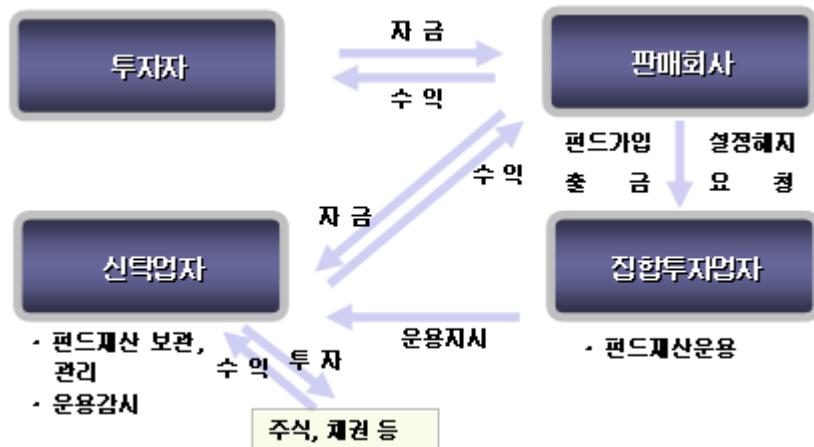 자 금
투자자
판매회사
수 익
펀드가입 설정해지
출 금 요 청
수 익
자 금
신탁업자
집합투자업자
운용지시
· 펀드재산 보관,
관리
· 운용감시
수 익
투 자
· 펀드재산운용
주식, 채권 등